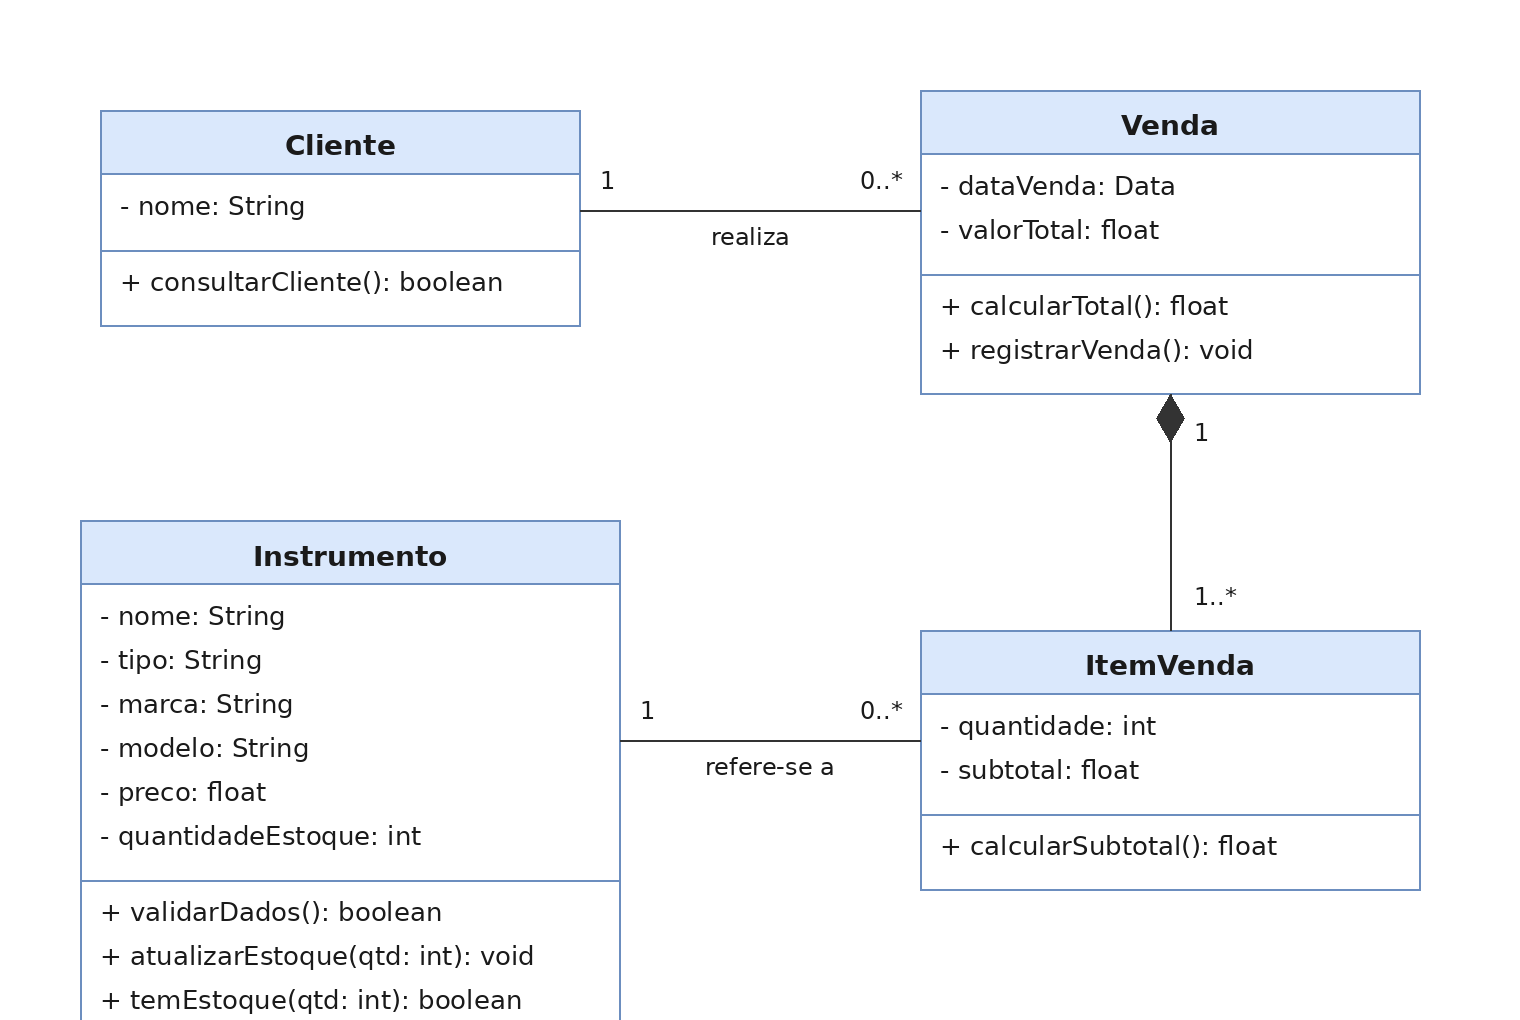 Cliente
- nome: String
+ consultarCliente(): boolean
1
0..*
realiza
Venda
- dataVenda: Data
- valorTotal: float
+ calcularTotal(): float
+ registrarVenda(): void
1
1..*
Instrumento
- nome: String
- tipo: String
- marca: String
- modelo: String
- preco: float
- quantidadeEstoque: int
+ validarDados(): boolean
+ atualizarEstoque(qtd: int): void
+ temEstoque(qtd: int): boolean
1
0..*
refere-se a
ItemVenda
- quantidade: int
- subtotal: float
+ calcularSubtotal(): float